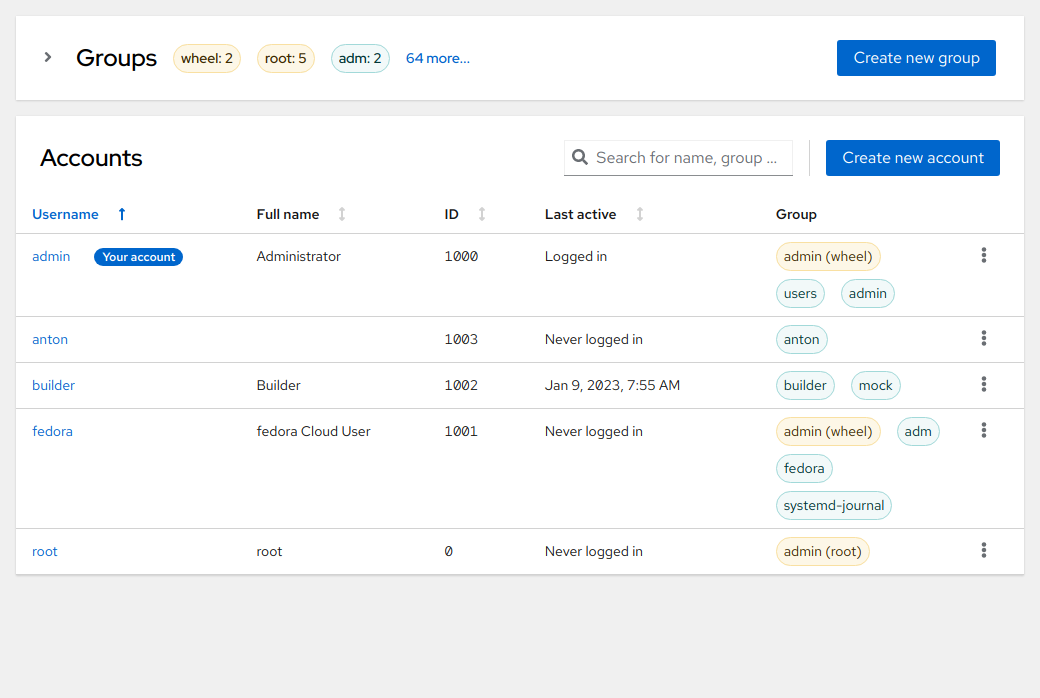 Groups wheel: 2 root: 5 adm: 2 64 more... Create new group
Accounts Search for name, group ... Create new account
Username Full name ID Last active Group
admin Your account Administrator 1000 Logged in admin (wheel)
users admin
anton 1003 Never logged in anton
builder Builder 1002 Jan 9, 2023, 7:55 AM builder mock
fedora fedora Cloud User 1001 Never logged in admin (wheel) adm
fedora
systemd-journal
root root 0 Never logged in admin (root)